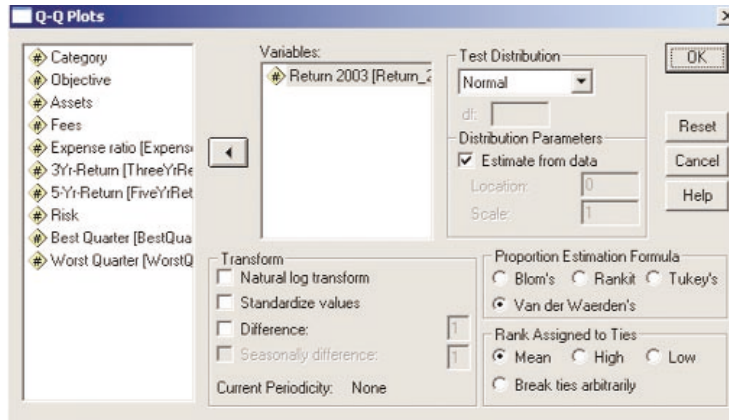 Q-Q Plots
Category
Objective
Assets
Fees
Expense ratio [Expens
3Yr-Return [ThreeYrRe
5-Yr-Return [FiveYrRet
Risk
Best Quarter [BestQua
Worst Quarter [WorstQ
Variables:
Return 2003 [Return_2
Test Distribution
Normal
df:
Distribution Parameters
Estimate from data
Location: 0
Scale: 1
OK
Reset
Cancel
Help
Transform
Natural log transform
Standardize values
Difference: 1
Seasonally difference: 1
Current Periodicity: None
Proportion Estimation Formula
Blom's Rankit Tukey's
Van der Waerden's
Rank Assigned to Ties
Mean High Low
Break ties arbitrarily